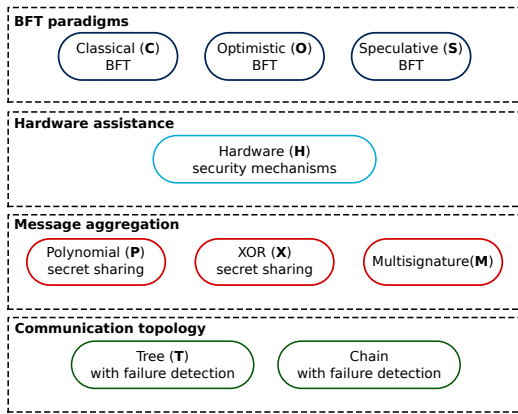 BFT paradigms
Classical (C)
BFT
Optimistic (O)
BFT
Speculative (S)
BFT
Hardware assistance
Hardware (H)
security mechanisms
Message aggregation
Polynomial (P)
secret sharing
XOR (X)
secret sharing
Multisignature(M)
Communication topology
Tree (T)
with failure detection
Chain
with failure detection